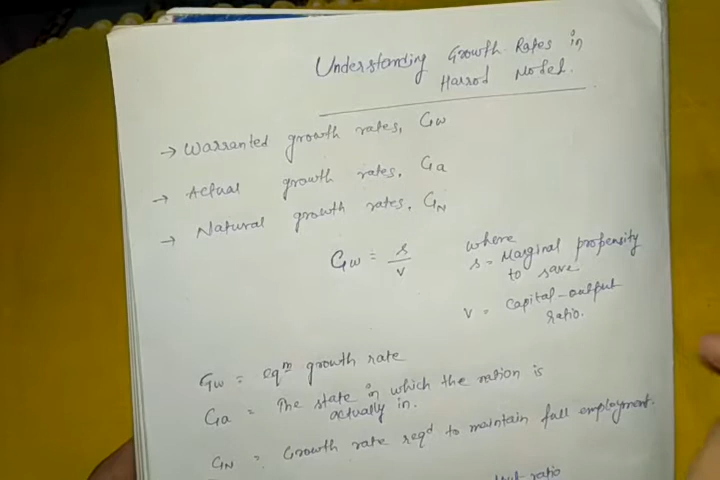 Understanding Growth Rates in
Harrod Model.
→ Warranted growth rates, Gw
→ Actual growth rates, Ga
→ Natural growth rates, GN
Gw = s/v
where
s = Marginal propensity
to save
v = Capital-output
ratio.
Gw = eqm growth rate
Ga = The state in which the nation is
actually in.
GN = Growth rate reqd to maintain full employment.
ratio